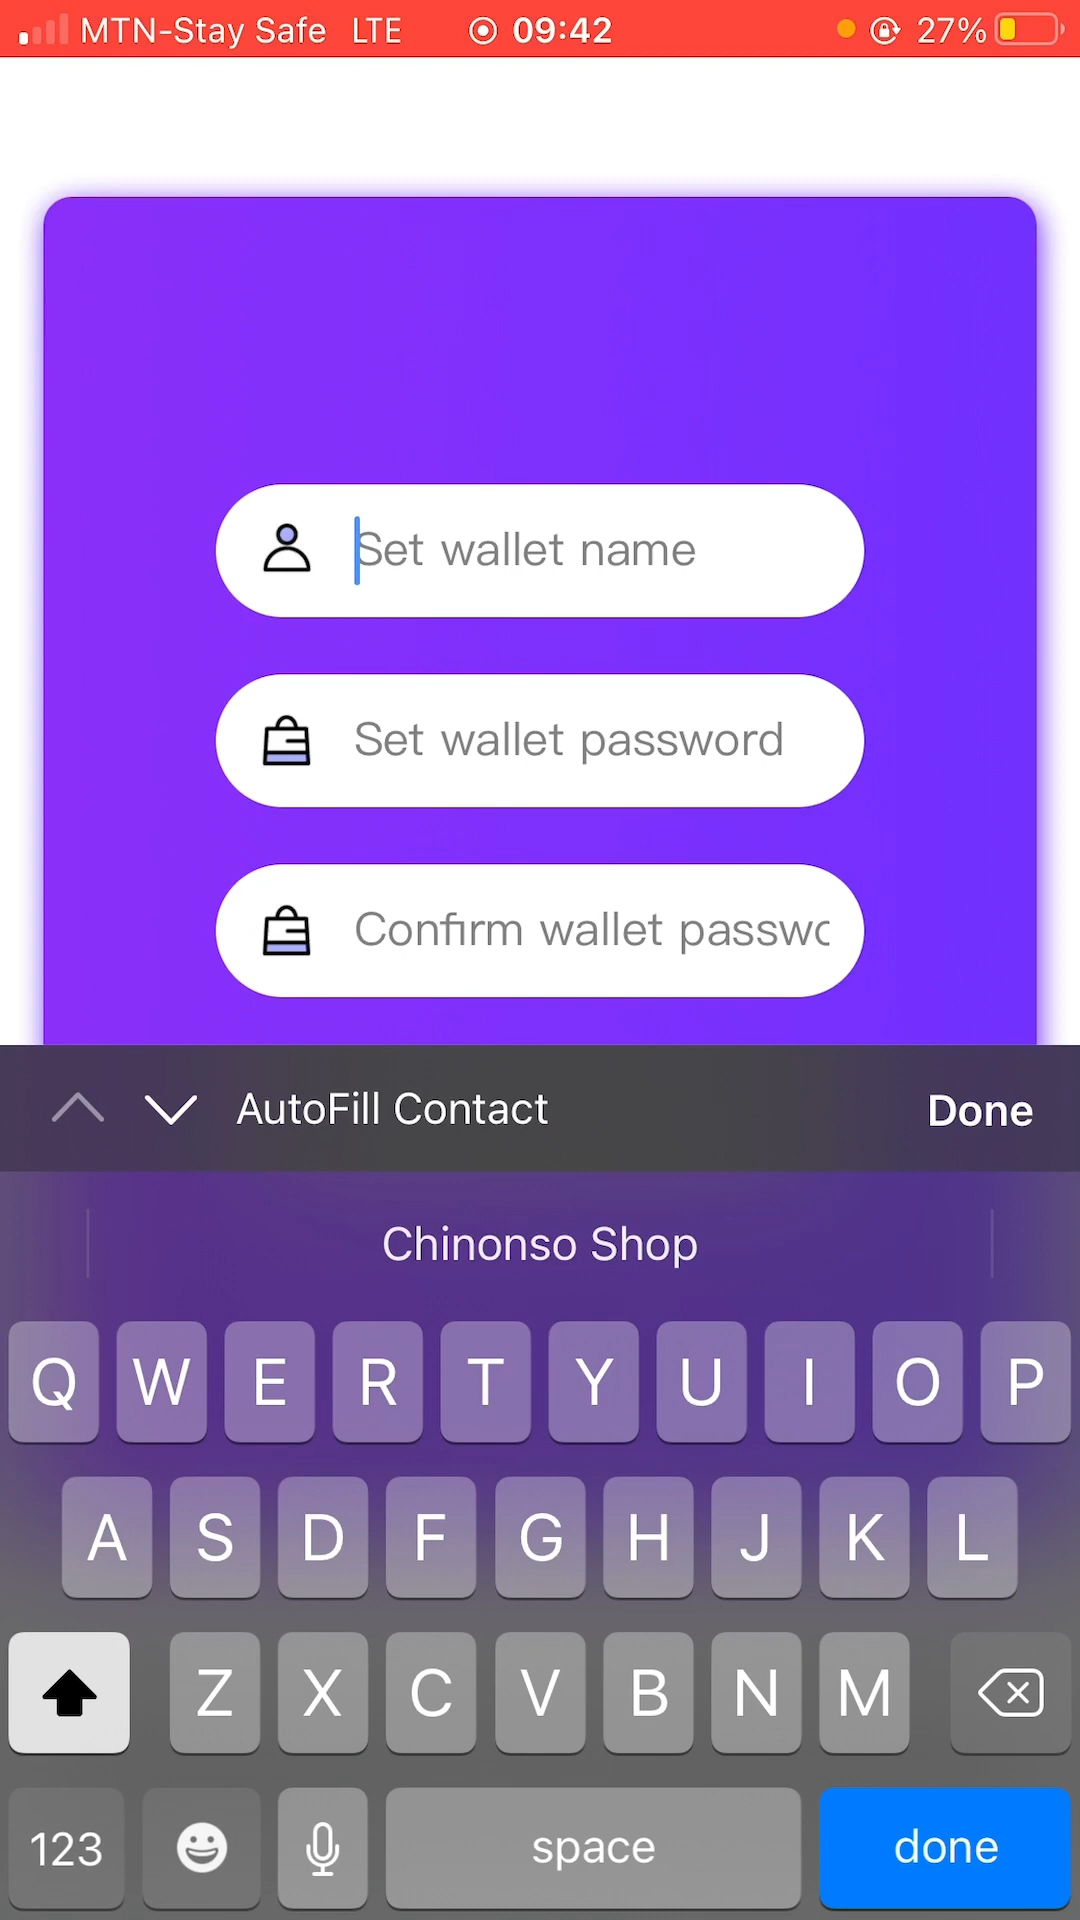 MTN-Stay Safe LTE 09:42 27%
Set wallet name
Set wallet password
Confirm wallet passwo
AutoFill Contact Done
Chinonso Shop
Q W E R T Y U I O P
A S D F G H J K L
Z X C V B N M
123 space done